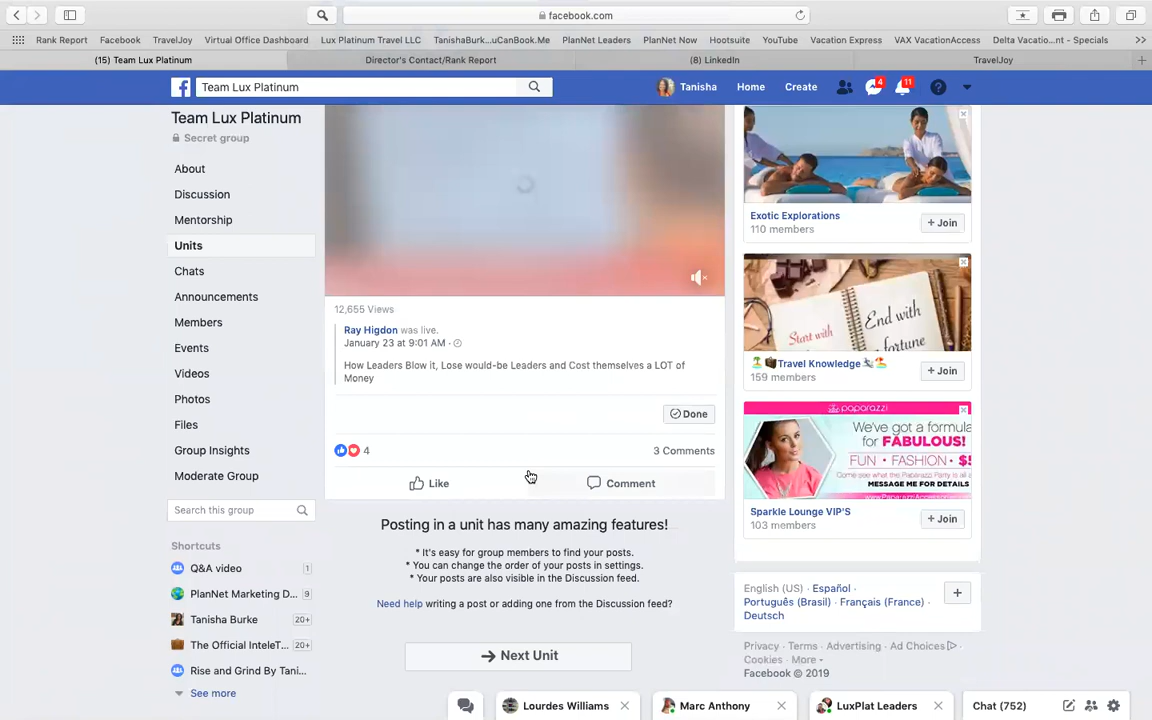 facebook.com
Rank Report Facebook TravelJoy Virtual Office Dashboard Lux Platinum Travel LLC TanishaBurk...uCanBook.Me PlanNet Leaders PlanNet Now Hootsuite YouTube Vacation Express VAX VacationAccess Delta Vacatio...nt - Specials
(15) Team Lux Platinum Director's Contact/Rank Report (8) LinkedIn TravelJoy
Team Lux Platinum Tanisha Home Create 4 11
Team Lux Platinum
Secret group
About
Discussion
Mentorship
Units
Chats
Announcements
Members
Events
Videos
Photos
Files
Group Insights
Moderate Group
Search this group
Shortcuts
Q&A video 1
PlanNet Marketing D... 9
Tanisha Burke 20+
The Official InteleT... 20+
Rise and Grind By Tani...
See more
12,655 Views
Ray Higdon was live.
January 23 at 9:01 AM ·
How Leaders Blow it, Lose would-be Leaders and Cost themselves a LOT of
Money
Done
4 3 Comments
Like Comment
Posting in a unit has many amazing features!
* It's easy for group members to find your posts.
* You can change the order of your posts in settings.
* Your posts are also visible in the Discussion feed.
Need help writing a post or adding one from the Discussion feed?
→ Next Unit
Exotic Explorations
110 members
+ Join
Start with
End with
fortune
Travel Knowledge
159 members
+ Join
paparazzi
We've got a formula
for FABULOUS!
FUN • FASHION • $5
MESSAGE ME FOR DETAILS
Sparkle Lounge VIP'S
103 members
+ Join
English (US) · Español ·
Português (Brasil) · Français (France) ·
Deutsch
Privacy · Terms · Advertising · Ad Choices ·
Cookies · More
Facebook © 2019
Lourdes Williams Marc Anthony LuxPlat Leaders Chat (752)